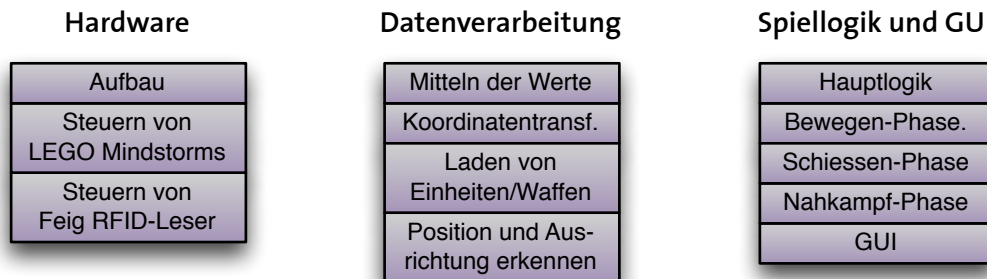 Hardware
Aufbau
Steuern von
LEGO Mindstorms
Steuern von
Feig RFID-Leser
Datenverarbeitung
Mitteln der Werte
Koordinatentransf.
Laden von
Einheiten/Waffen
Position und Aus-
richtung erkennen
Spiellogik und GU
Hauptlogik
Bewegen-Phase.
Schiessen-Phase
Nahkampf-Phase
GUI